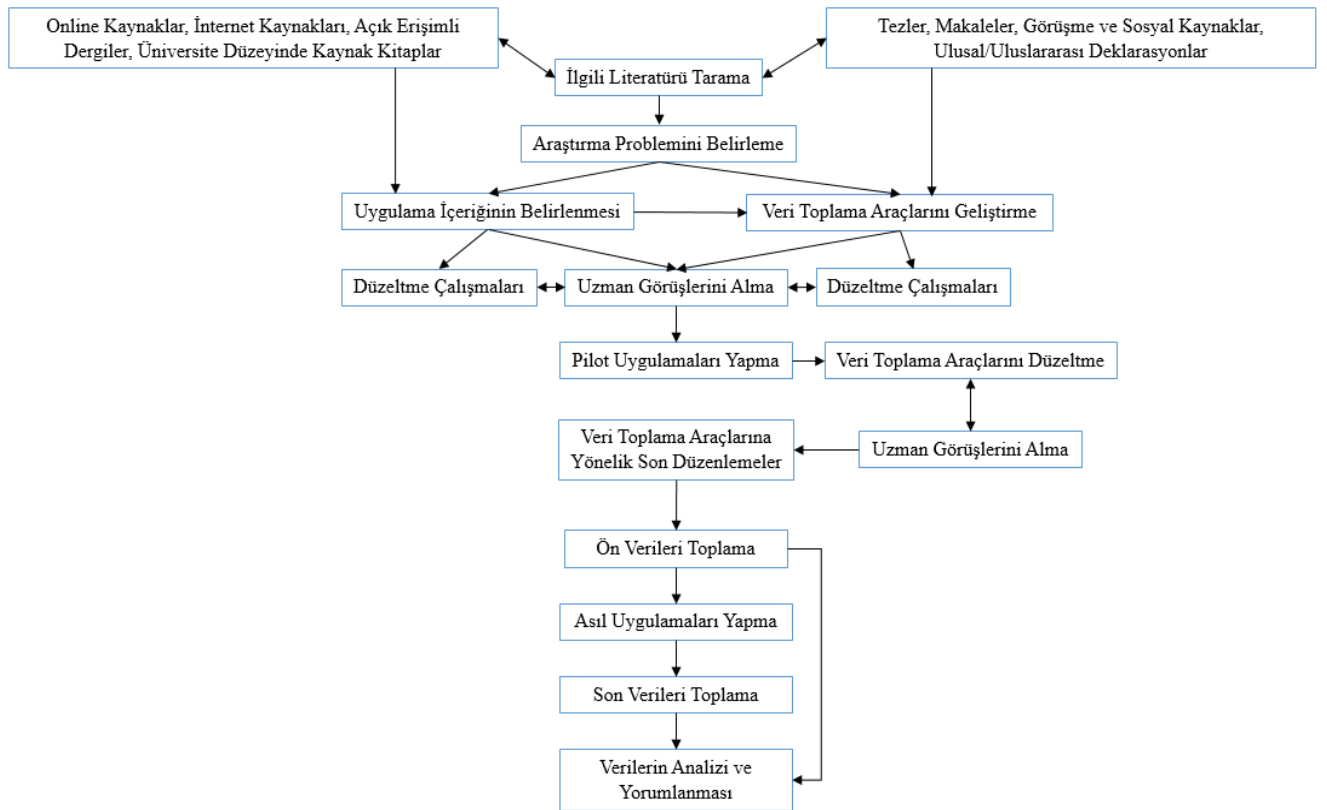 Online Kaynaklar, İnternet Kaynakları, Açık Erişimli
Dergiler, Üniversite Düzeyinde Kaynak Kitaplar
Tezler, Makaleler, Görüşme ve Sosyal Kaynaklar,
Ulusal/Uluslararası Deklarasyonlar
İlgili Literatürü Tarama
Araştırma Problemini Belirleme
Uygulama İçeriğinin Belirlenmesi
Veri Toplama Araçlarını Geliştirme
Düzeltme Çalışmaları
Uzman Görüşlerini Alma
Düzeltme Çalışmaları
Pilot Uygulamaları Yapma
Veri Toplama Araçlarını Düzeltme
Veri Toplama Araçlarına
Yönelik Son Düzenlemeler
Uzman Görüşlerini Alma
Ön Verileri Toplama
Asıl Uygulamaları Yapma
Son Verileri Toplama
Verilerin Analizi ve
Yorumlanması